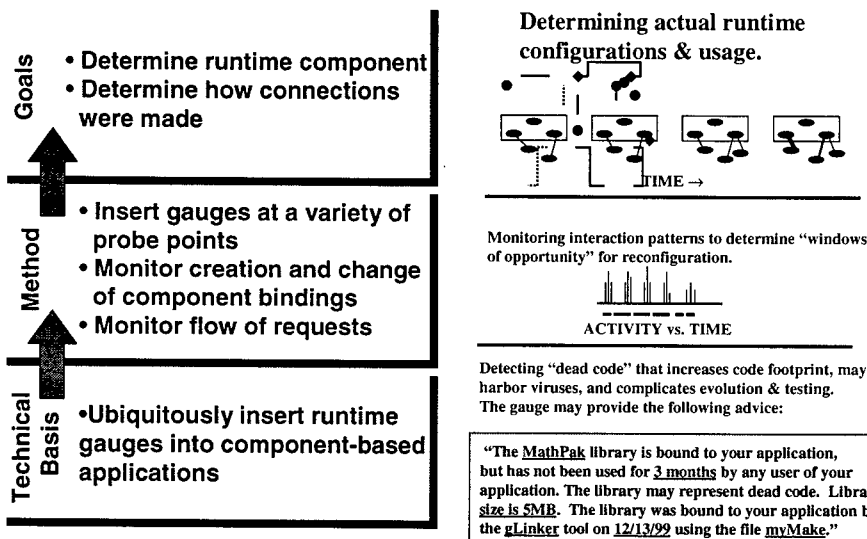 Goals
• Determine runtime component
• Determine how connections
were made
Method
• Insert gauges at a variety of
probe points
• Monitor creation and change
of component bindings
• Monitor flow of requests
Technical
Basis
•Ubiquitously insert runtime
gauges into component-based
applications
Determining actual runtime
configurations & usage.
TIME →
Monitoring interaction patterns to determine “windows
of opportunity” for reconfiguration.
ACTIVITY vs. TIME
Detecting “dead code” that increases code footprint, may
harbor viruses, and complicates evolution & testing.
The gauge may provide the following advice:
“The MathPak library is bound to your application,
but has not been used for 3 months by any user of your
application. The library may represent dead code. Libra
size is 5MB. The library was bound to your application b
the gLinker tool on 12/13/99 using the file myMake.”